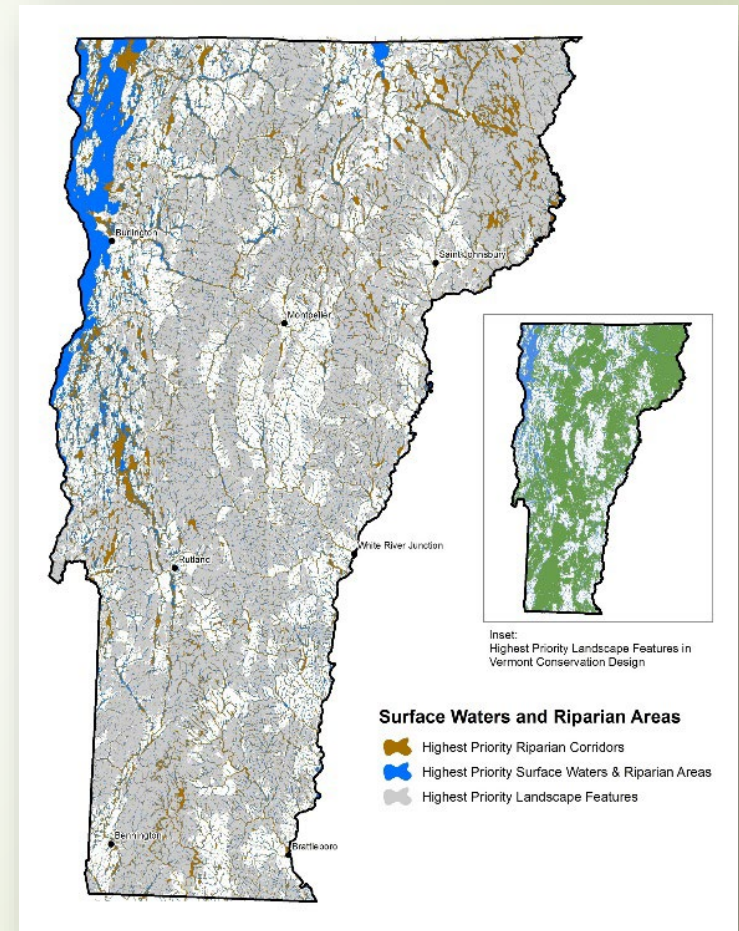 Burlington
Saint Johnsbury
Montpelier
White River Junction
Rutland
Inset:
Highest Priority Landscape Features in
Vermont Conservation Design
Surface Waters and Riparian Areas
Highest Priority Riparian Corridors
Highest Priority Surface Waters & Riparian Areas
Highest Priority Landscape Features
Bennington
Brattleboro